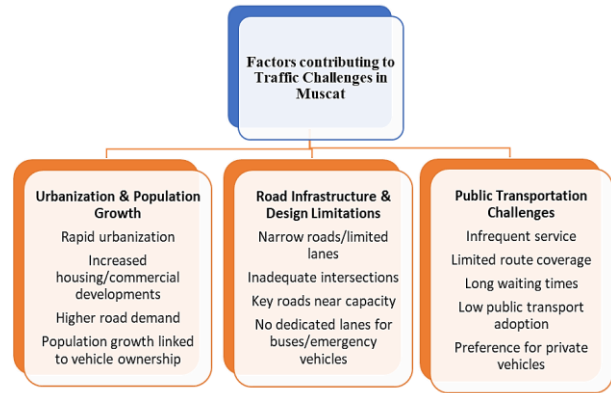 Factors contributing to
Traffic Challenges in
Muscat
Urbanization & Population
Growth
Rapid urbanization
Increased
housing/commercial
developments
Higher road demand
Population growth linked
to vehicle ownership
Road Infrastructure &
Design Limitations
Narrow roads/limited
lanes
Inadequate intersections
Key roads near capacity
No dedicated lanes for
buses/emergency
vehicles
Public Transportation
Challenges
Infrequent service
Limited route coverage
Long waiting times
Low public transport
adoption
Preference for private
vehicles